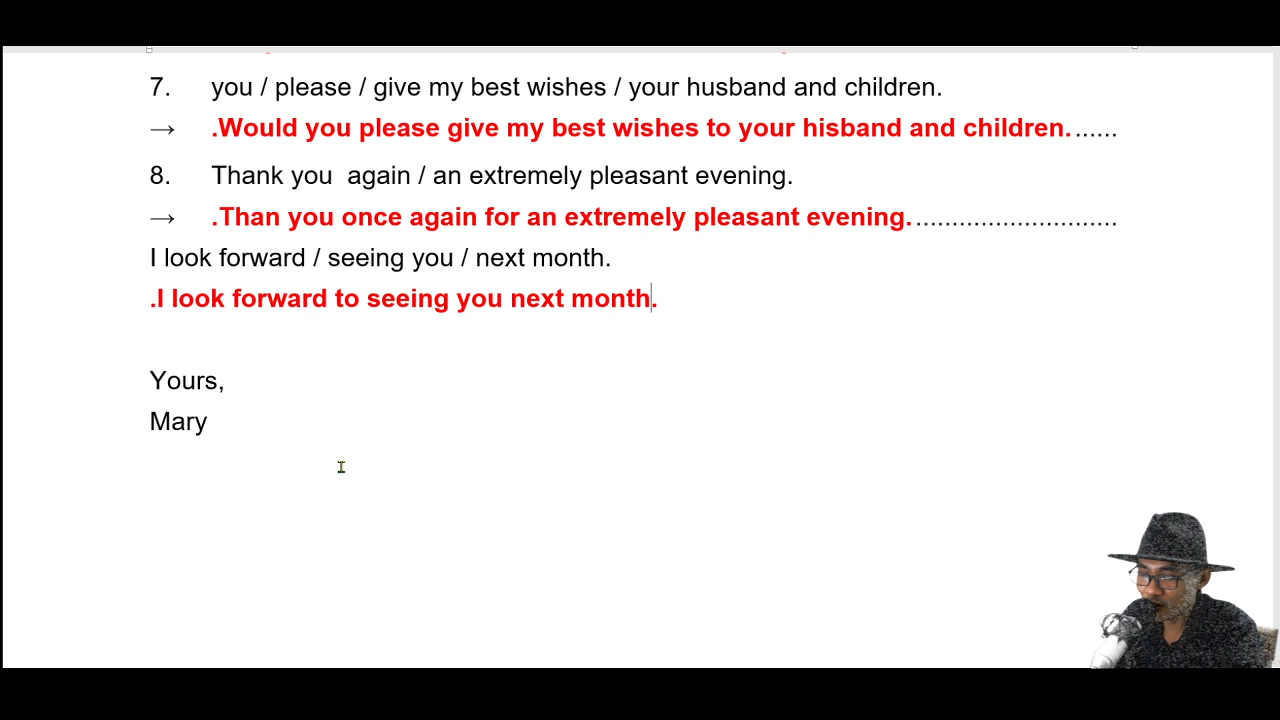 7. you / please / give my best wishes / your husband and children.
→ .Would you please give my best wishes to your hisband and children.......
8. Thank you  again / an extremely pleasant evening.
→ .Than you once again for an extremely pleasant evening.............................
I look forward / seeing you / next month.
.I look forward to seeing you next month.
Yours,
Mary